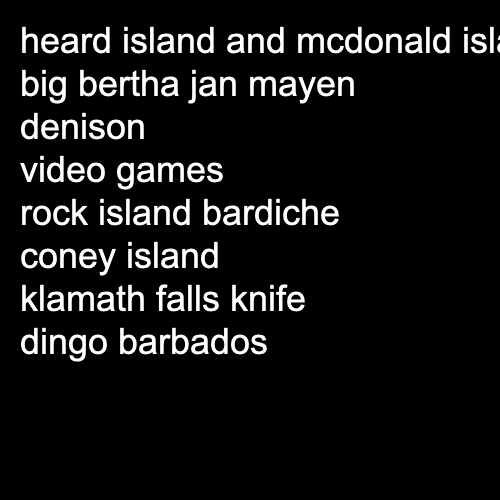 heard island and mcdonald isl
big bertha jan mayen
denison
video games
rock island bardiche
coney island
klamath falls knife
dingo barbados